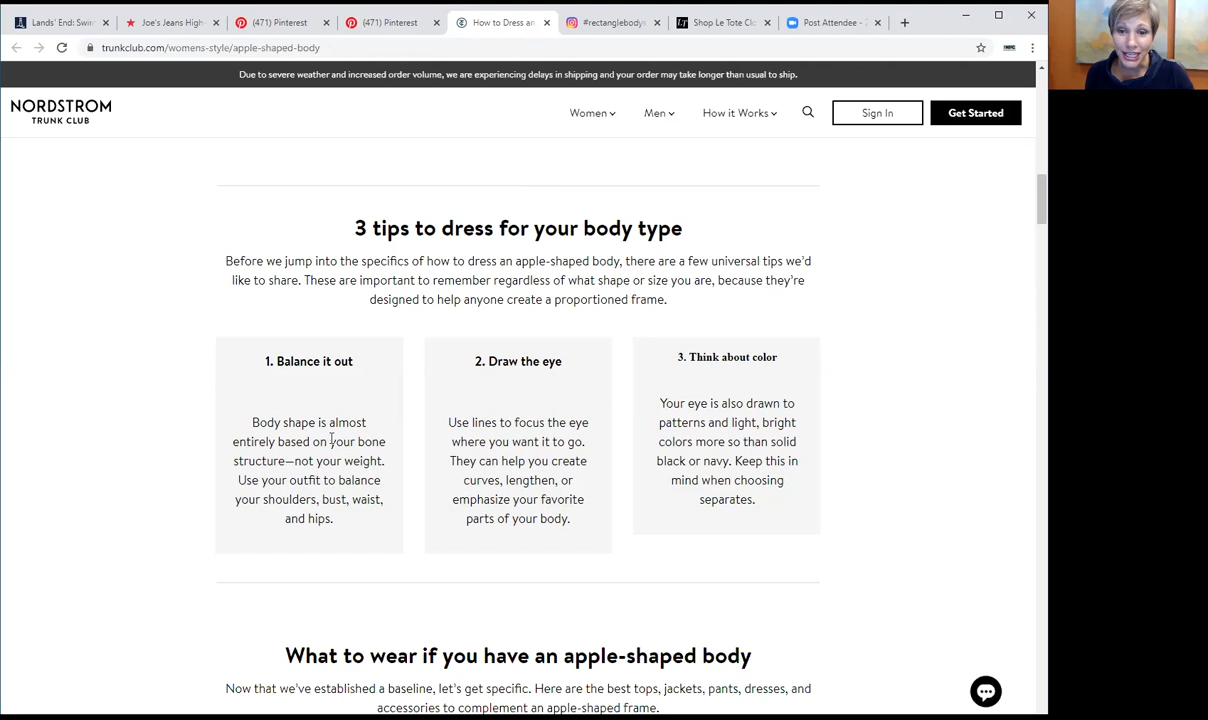 Lands' End: Swim
Joe's Jeans High-
(471) Pinterest
(471) Pinterest
How to Dress an
#rectanglebodys
Shop Le Tote Clo
Post Attendee - Z
trunkclub.com/womens-style/apple-shaped-body
Due to severe weather and increased order volume, we are experiencing delays in shipping and your order may take longer than usual to ship.
NORDSTROM
TRUNK CLUB
Women
Men
How it Works
Sign In
Get Started
3 tips to dress for your body type
Before we jump into the specifics of how to dress an apple-shaped body, there are a few universal tips we'd
like to share. These are important to remember regardless of what shape or size you are, because they're
designed to help anyone create a proportioned frame.
1. Balance it out
Body shape is almost
entirely based on your bone
structure—not your weight.
Use your outfit to balance
your shoulders, bust, waist,
and hips.
2. Draw the eye
Use lines to focus the eye
where you want it to go.
They can help you create
curves, lengthen, or
emphasize your favorite
parts of your body.
3. Think about color
Your eye is also drawn to
patterns and light, bright
colors more so than solid
black or navy. Keep this in
mind when choosing
separates.
What to wear if you have an apple-shaped body
Now that we've established a baseline, let's get specific. Here are the best tops, jackets, pants, dresses, and
accessories to complement an apple-shaped frame.